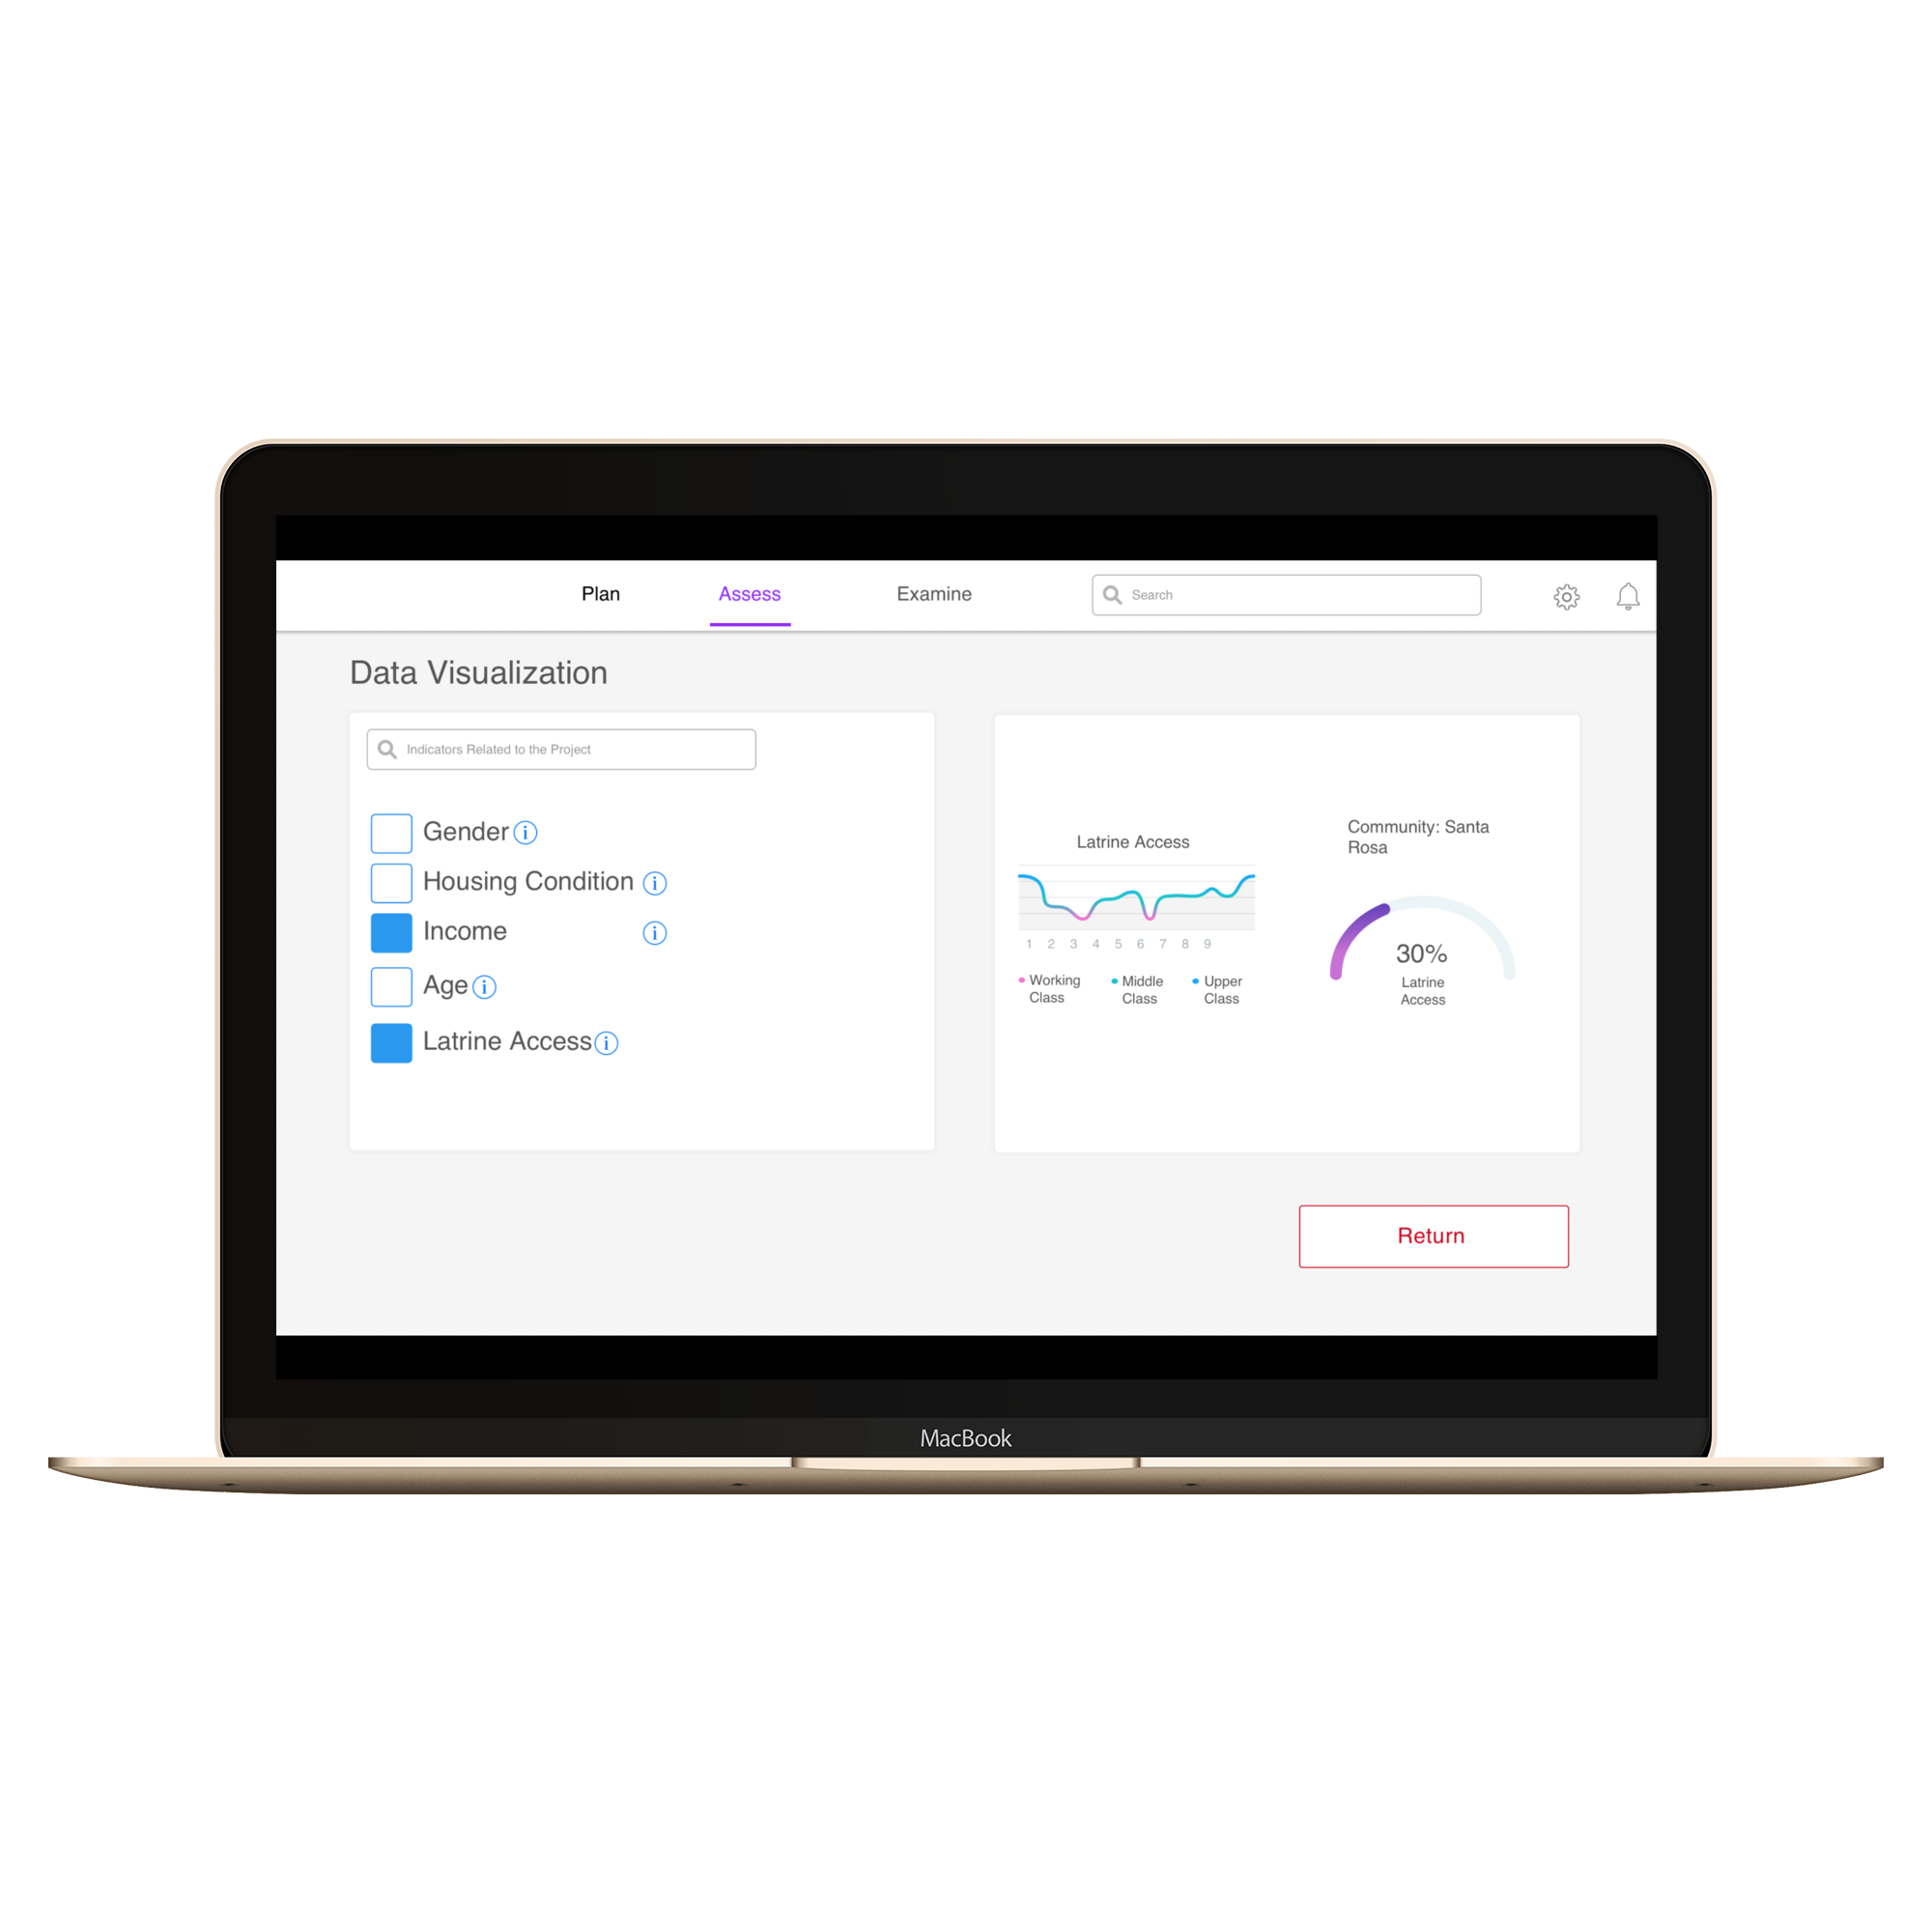 Plan
Assess
Examine
Search
Data Visualization
Indicators Related to the Project
Gender
Housing Condition
Income
Age
Latrine Access
Latrine Access
1 2 3 4 5 6 7 8 9
Working
Class
Middle
Class
Upper
Class
Community: Santa
Rosa
30%
Latrine
Access
Return
MacBook